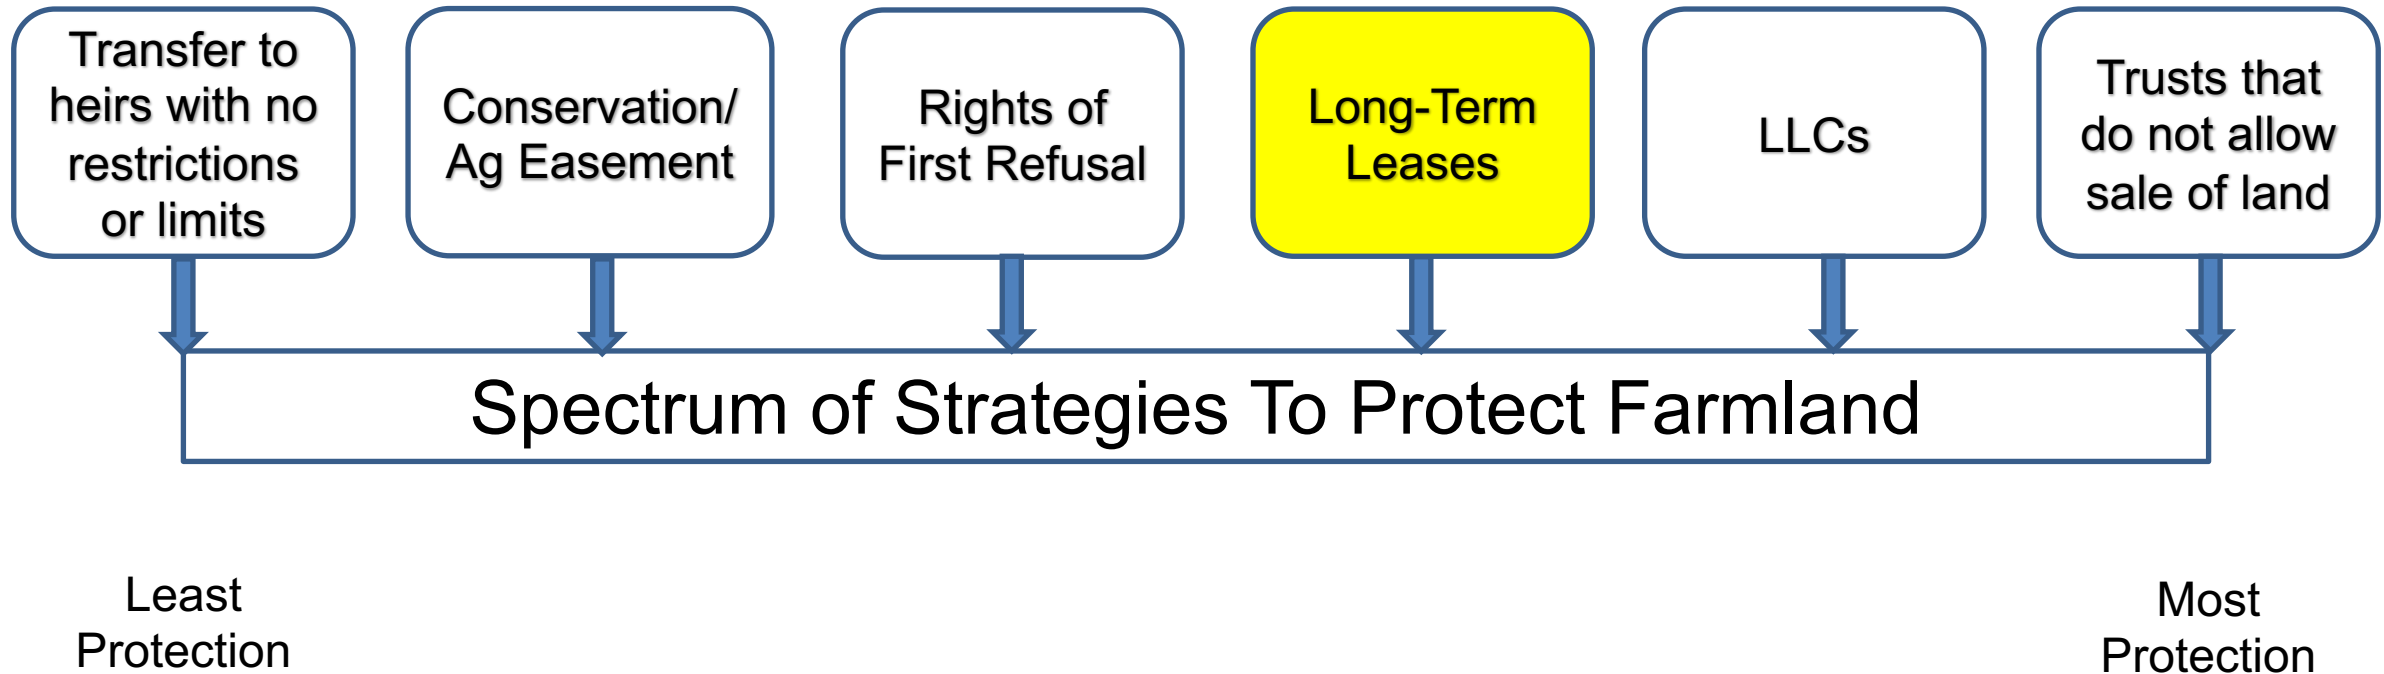 Transfer to
heirs with no
restrictions
or limits
Conservation/
Ag Easement
Rights of
First Refusal
Long-Term
Leases
LLCs
Trusts that
do not allow
sale of land
Spectrum of Strategies To Protect Farmland
Least
Protection
Most
Protection